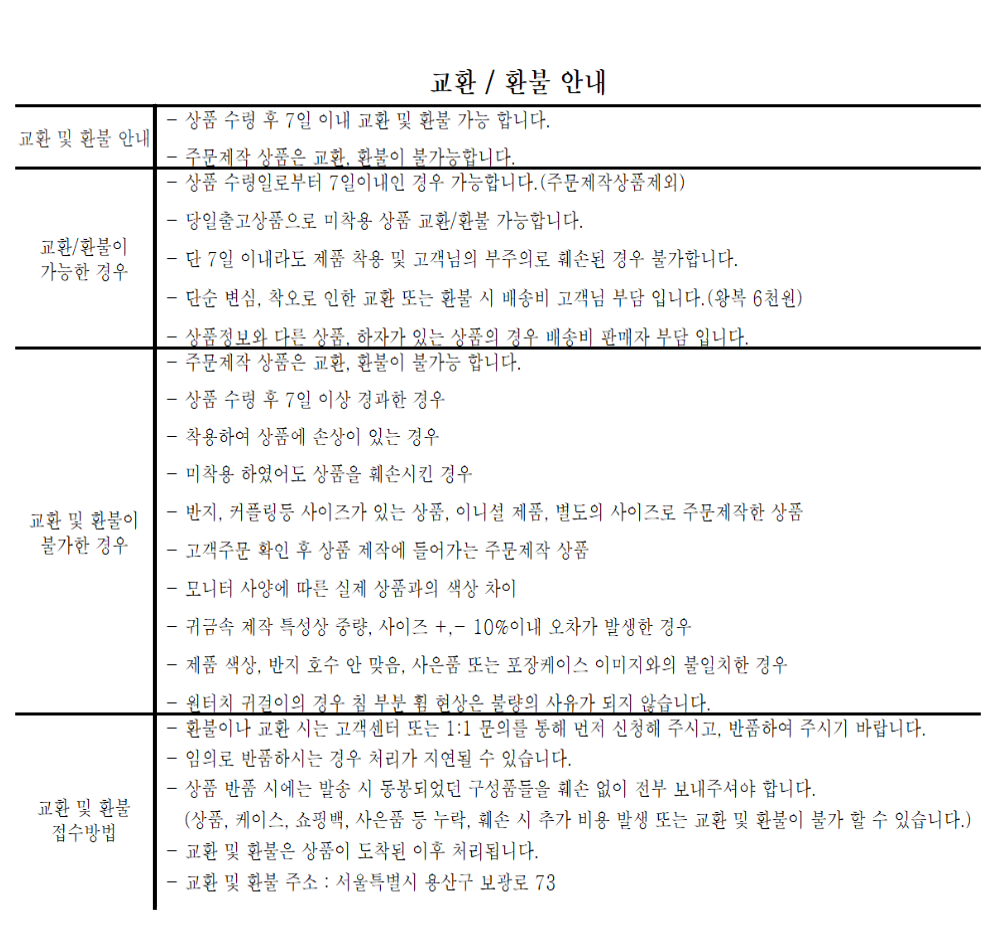 교환 / 환불 안내
교환 및 환불 안내
- 상품 수령 후 7일 이내 교환 및 환불 가능 합니다.
- 주문제작 상품은 교환, 환불이 불가능합니다.
교환/환불이
가능한 경우
- 상품 수령일로부터 7일이내인 경우 가능합니다.(주문제작상품제외)
- 당일출고상품으로 미착용 상품 교환/환불 가능합니다.
- 단 7일 이내라도 제품 착용 및 고객님의 부주의로 훼손된 경우 불가합니다.
- 단순 변심, 착오로 인한 교환 또는 환불 시 배송비 고객님 부담 입니다.(왕복 6천원)
- 상품정보와 다른 상품, 하자가 있는 상품의 경우 배송비 판매자 부담 입니다.
교환 및 환불이
불가한 경우
- 주문제작 상품은 교환, 환불이 불가능 합니다.
- 상품 수령 후 7일 이상 경과한 경우
- 착용하여 상품에 손상이 있는 경우
- 미착용 하였어도 상품을 훼손시킨 경우
- 반지, 커플링등 사이즈가 있는 상품, 이니셜 제품, 별도의 사이즈로 주문제작한 상품
- 고객주문 확인 후 상품 제작에 들어가는 주문제작 상품
- 모니터 사양에 따른 실제 상품과의 색상 차이
- 귀금속 제작 특성상 중량, 사이즈 +,- 10%이내 오차가 발생한 경우
- 제품 색상, 반지 호수 안 맞음, 사은품 또는 포장케이스 이미지와의 불일치한 경우
- 원터치 귀걸이의 경우 침 부분 휨 현상은 불량의 사유가 되지 않습니다.
교환 및 환불
접수방법
- 환불이나 교환 시는 고객센터 또는 1:1 문의를 통해 먼저 신청해 주시고, 반품하여 주시기 바랍니다.
- 임의로 반품하시는 경우 처리가 지연될 수 있습니다.
- 상품 반품 시에는 발송 시 동봉되었던 구성품들을 훼손 없이 전부 보내주셔야 합니다.
(상품, 케이스, 쇼핑백, 사은품 등 누락, 훼손 시 추가 비용 발생 또는 교환 및 환불이 불가 할 수 있습니다.)
- 교환 및 환불은 상품이 도착된 이후 처리됩니다.
- 교환 및 환불 주소 : 서울특별시 용산구 보광로 73